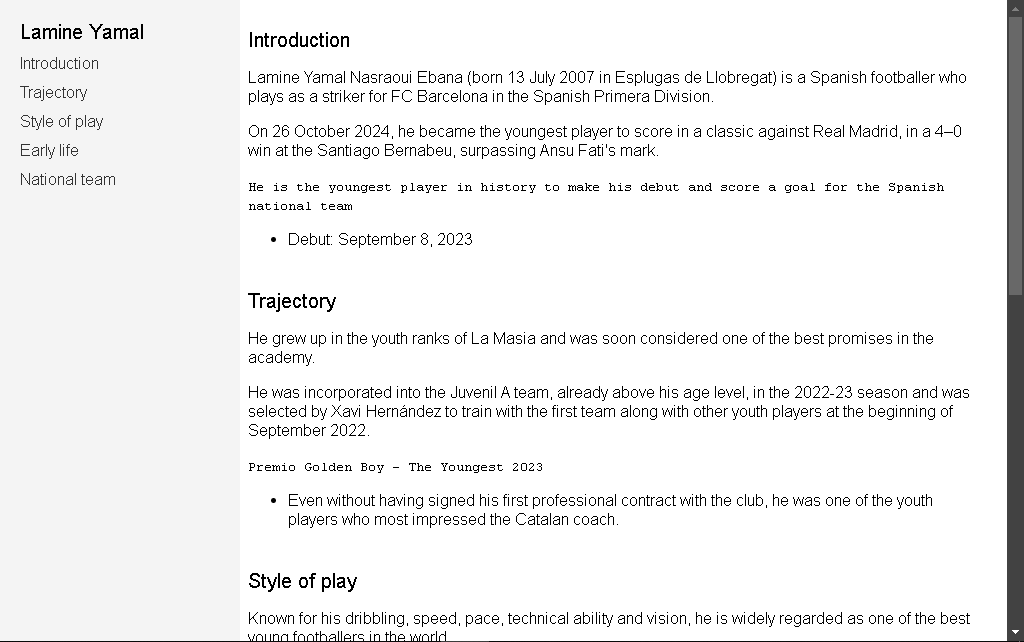 Lamine Yamal
Introduction
Trajectory
Style of play
Early life
National team
Introduction
Lamine Yamal Nasraoui Ebana (born 13 July 2007 in Esplugas de Llobregat) is a Spanish footballer who
plays as a striker for FC Barcelona in the Spanish Primera Division.
On 26 October 2024, he became the youngest player to score in a classic against Real Madrid, in a 4–0
win at the Santiago Bernabeu, surpassing Ansu Fati's mark.
He is the youngest player in history to make his debut and score a goal for the Spanish
national team
• Debut: September 8, 2023
Trajectory
He grew up in the youth ranks of La Masia and was soon considered one of the best promises in the
academy.
He was incorporated into the Juvenil A team, already above his age level, in the 2022-23 season and was
selected by Xavi Hernández to train with the first team along with other youth players at the beginning of
September 2022.
Premio Golden Boy - The Youngest 2023
• Even without having signed his first professional contract with the club, he was one of the youth
players who most impressed the Catalan coach.
Style of play
Known for his dribbling, speed, pace, technical ability and vision, he is widely regarded as one of the best
young footballers in the world